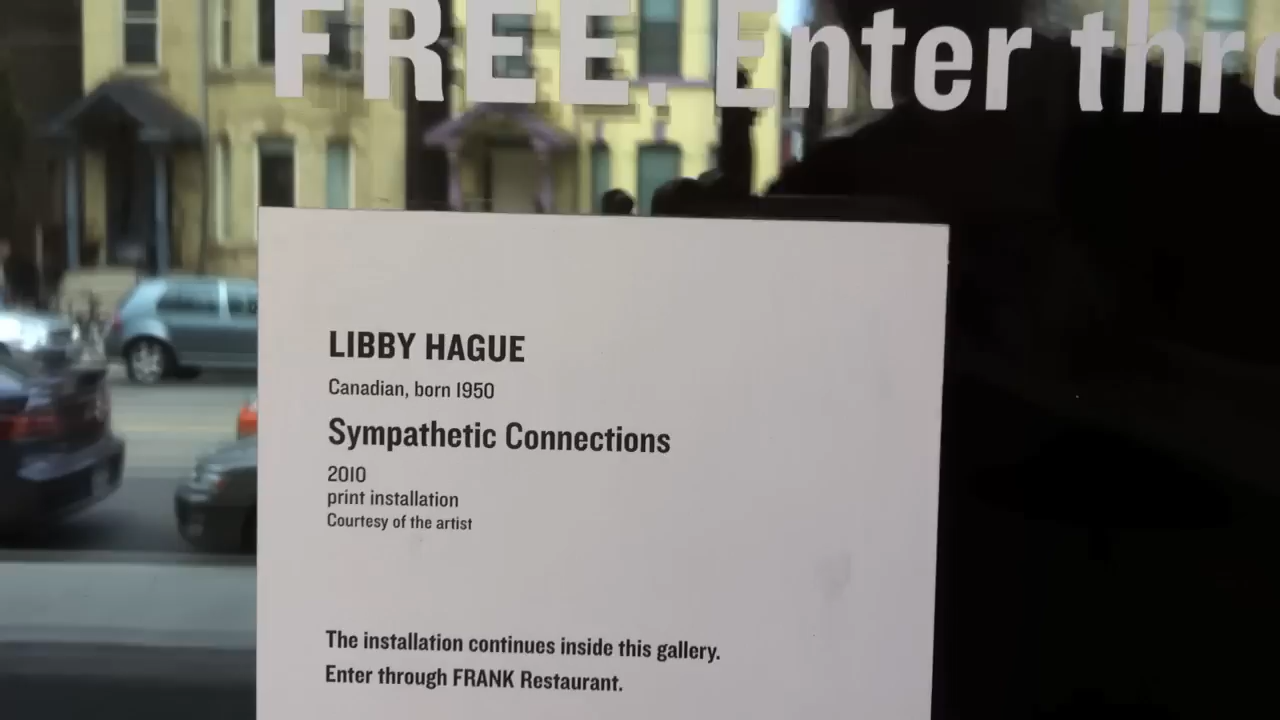 FREE. Enter thro
LIBBY HAGUE
Canadian, born 1950
Sympathetic Connections
2010
print installation
Courtesy of the artist
The installation continues inside this gallery.
Enter through FRANK Restaurant.